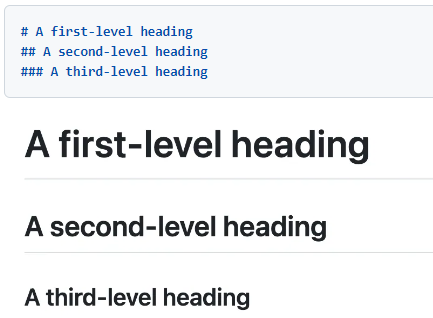 # A first-level heading
## A second-level heading
### A third-level heading
A first-level heading
A second-level heading
A third-level heading